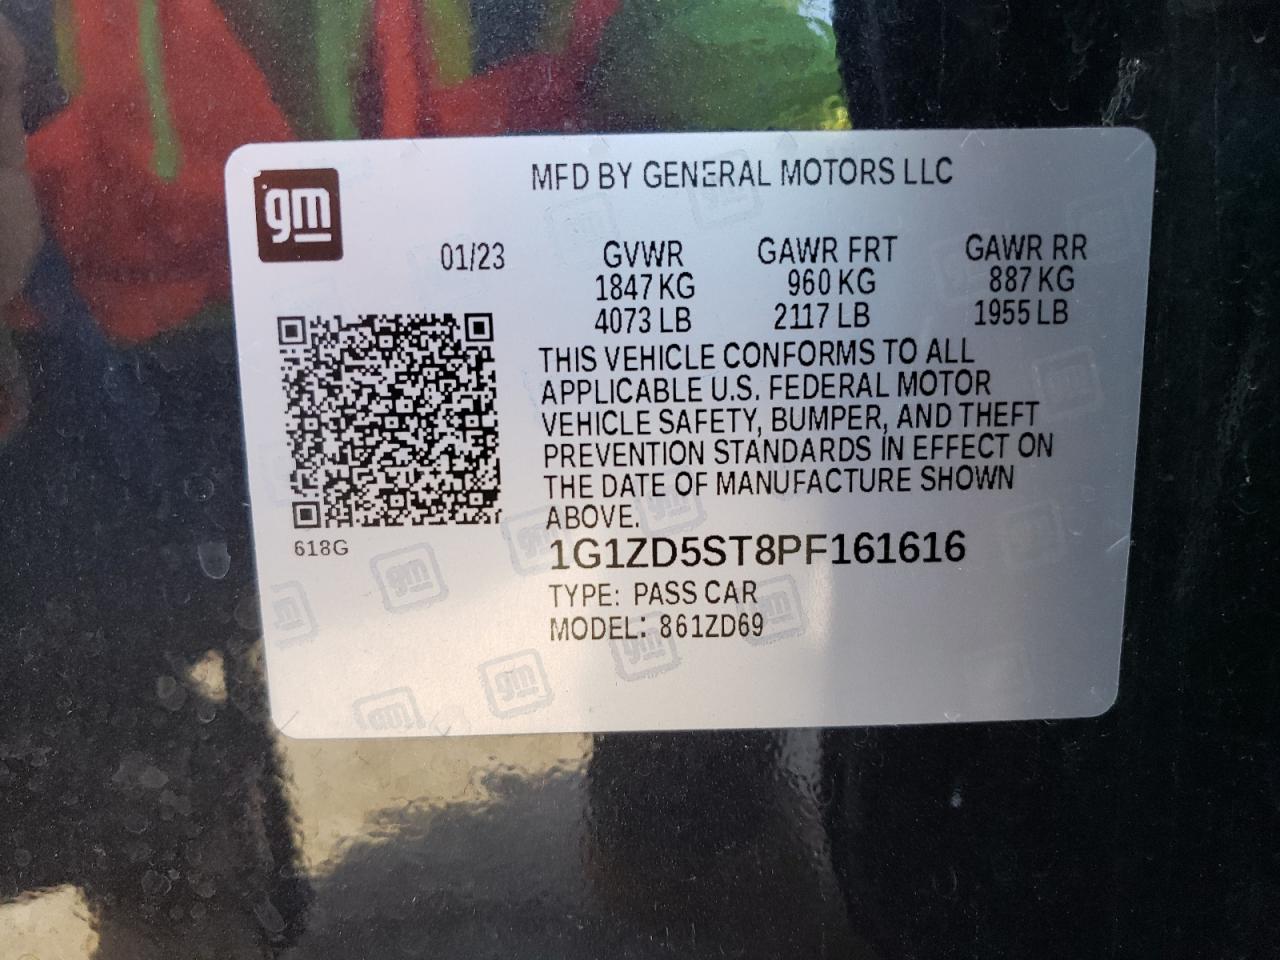 gm
MFD BY GENERAL MOTORS LLC
01/23 GVWR GAWR FRT GAWR RR
1847 KG 960 KG 887 KG
4073 LB 2117 LB 1955 LB
THIS VEHICLE CONFORMS TO ALL
APPLICABLE U.S. FEDERAL MOTOR
VEHICLE SAFETY, BUMPER, AND THEFT
PREVENTION STANDARDS IN EFFECT ON
THE DATE OF MANUFACTURE SHOWN
ABOVE.
618G
1G1ZD5ST8PF161616
TYPE: PASS CAR
MODEL: 861ZD69